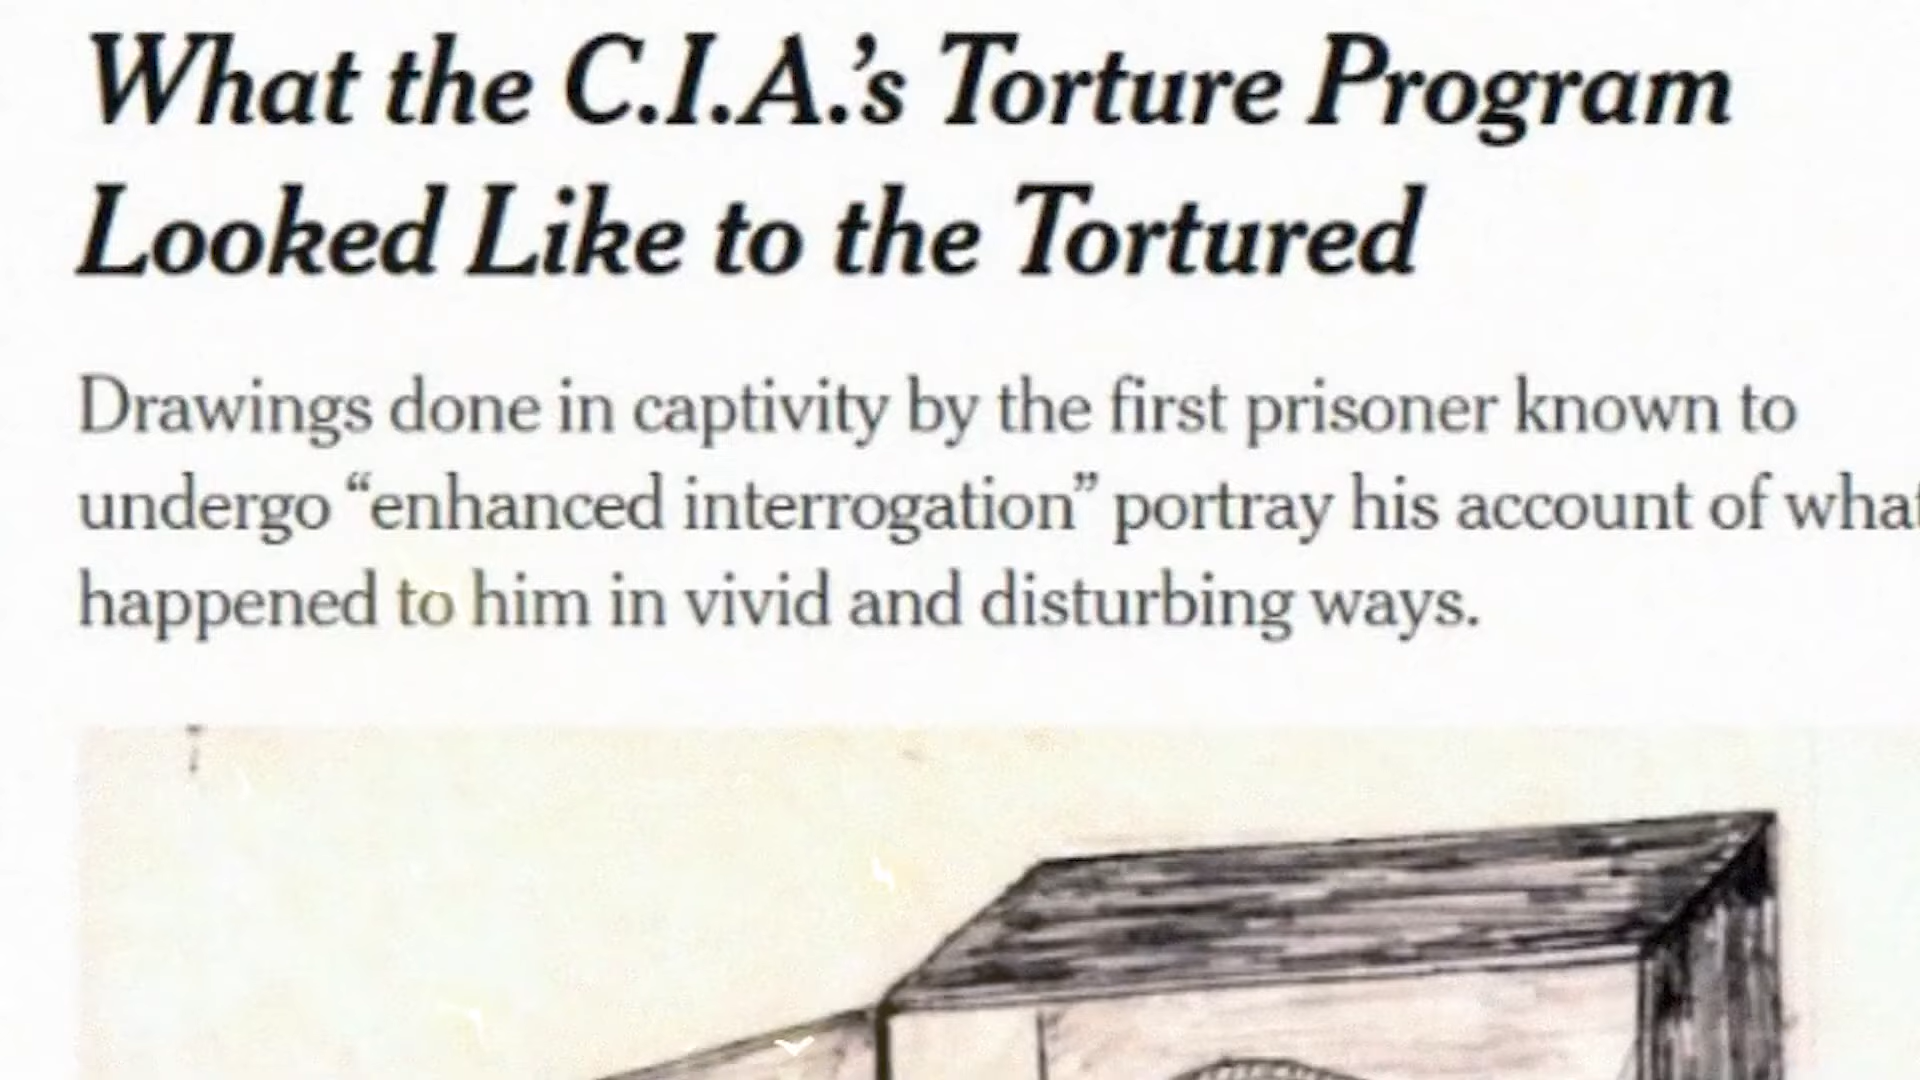 What the C.I.A.’s Torture Program
Looked Like to the Tortured
Drawings done in captivity by the first prisoner known to
undergo “enhanced interrogation” portray his account of what
happened to him in vivid and disturbing ways.